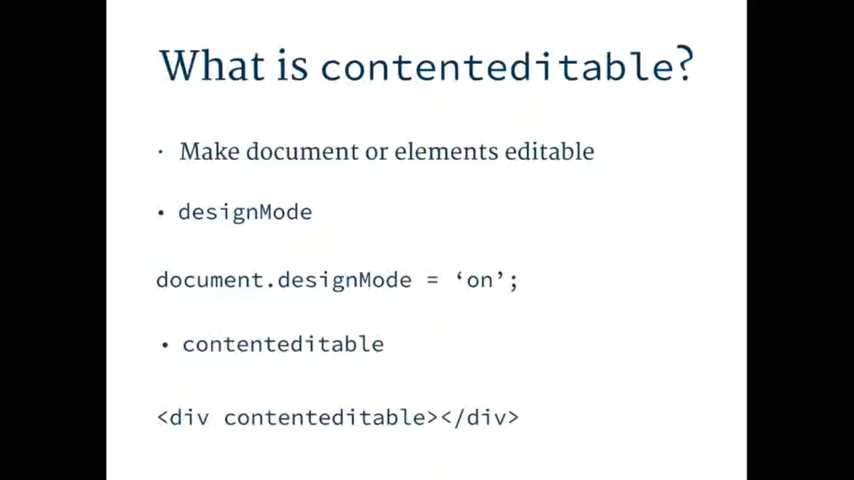 What is contenteditable?
· Make document or elements editable
• designMode
document.designMode = ‘on’;
• contenteditable
<div contenteditable></div>